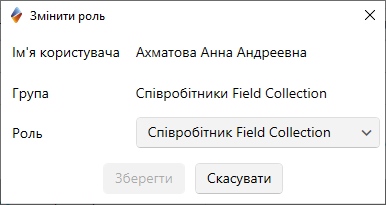 Змінити роль
Ім'я користувача Ахматова Анна Андреевна
Група Співробітники Field Collection
Роль Співробітник Field Collection
Зберегти Скасувати